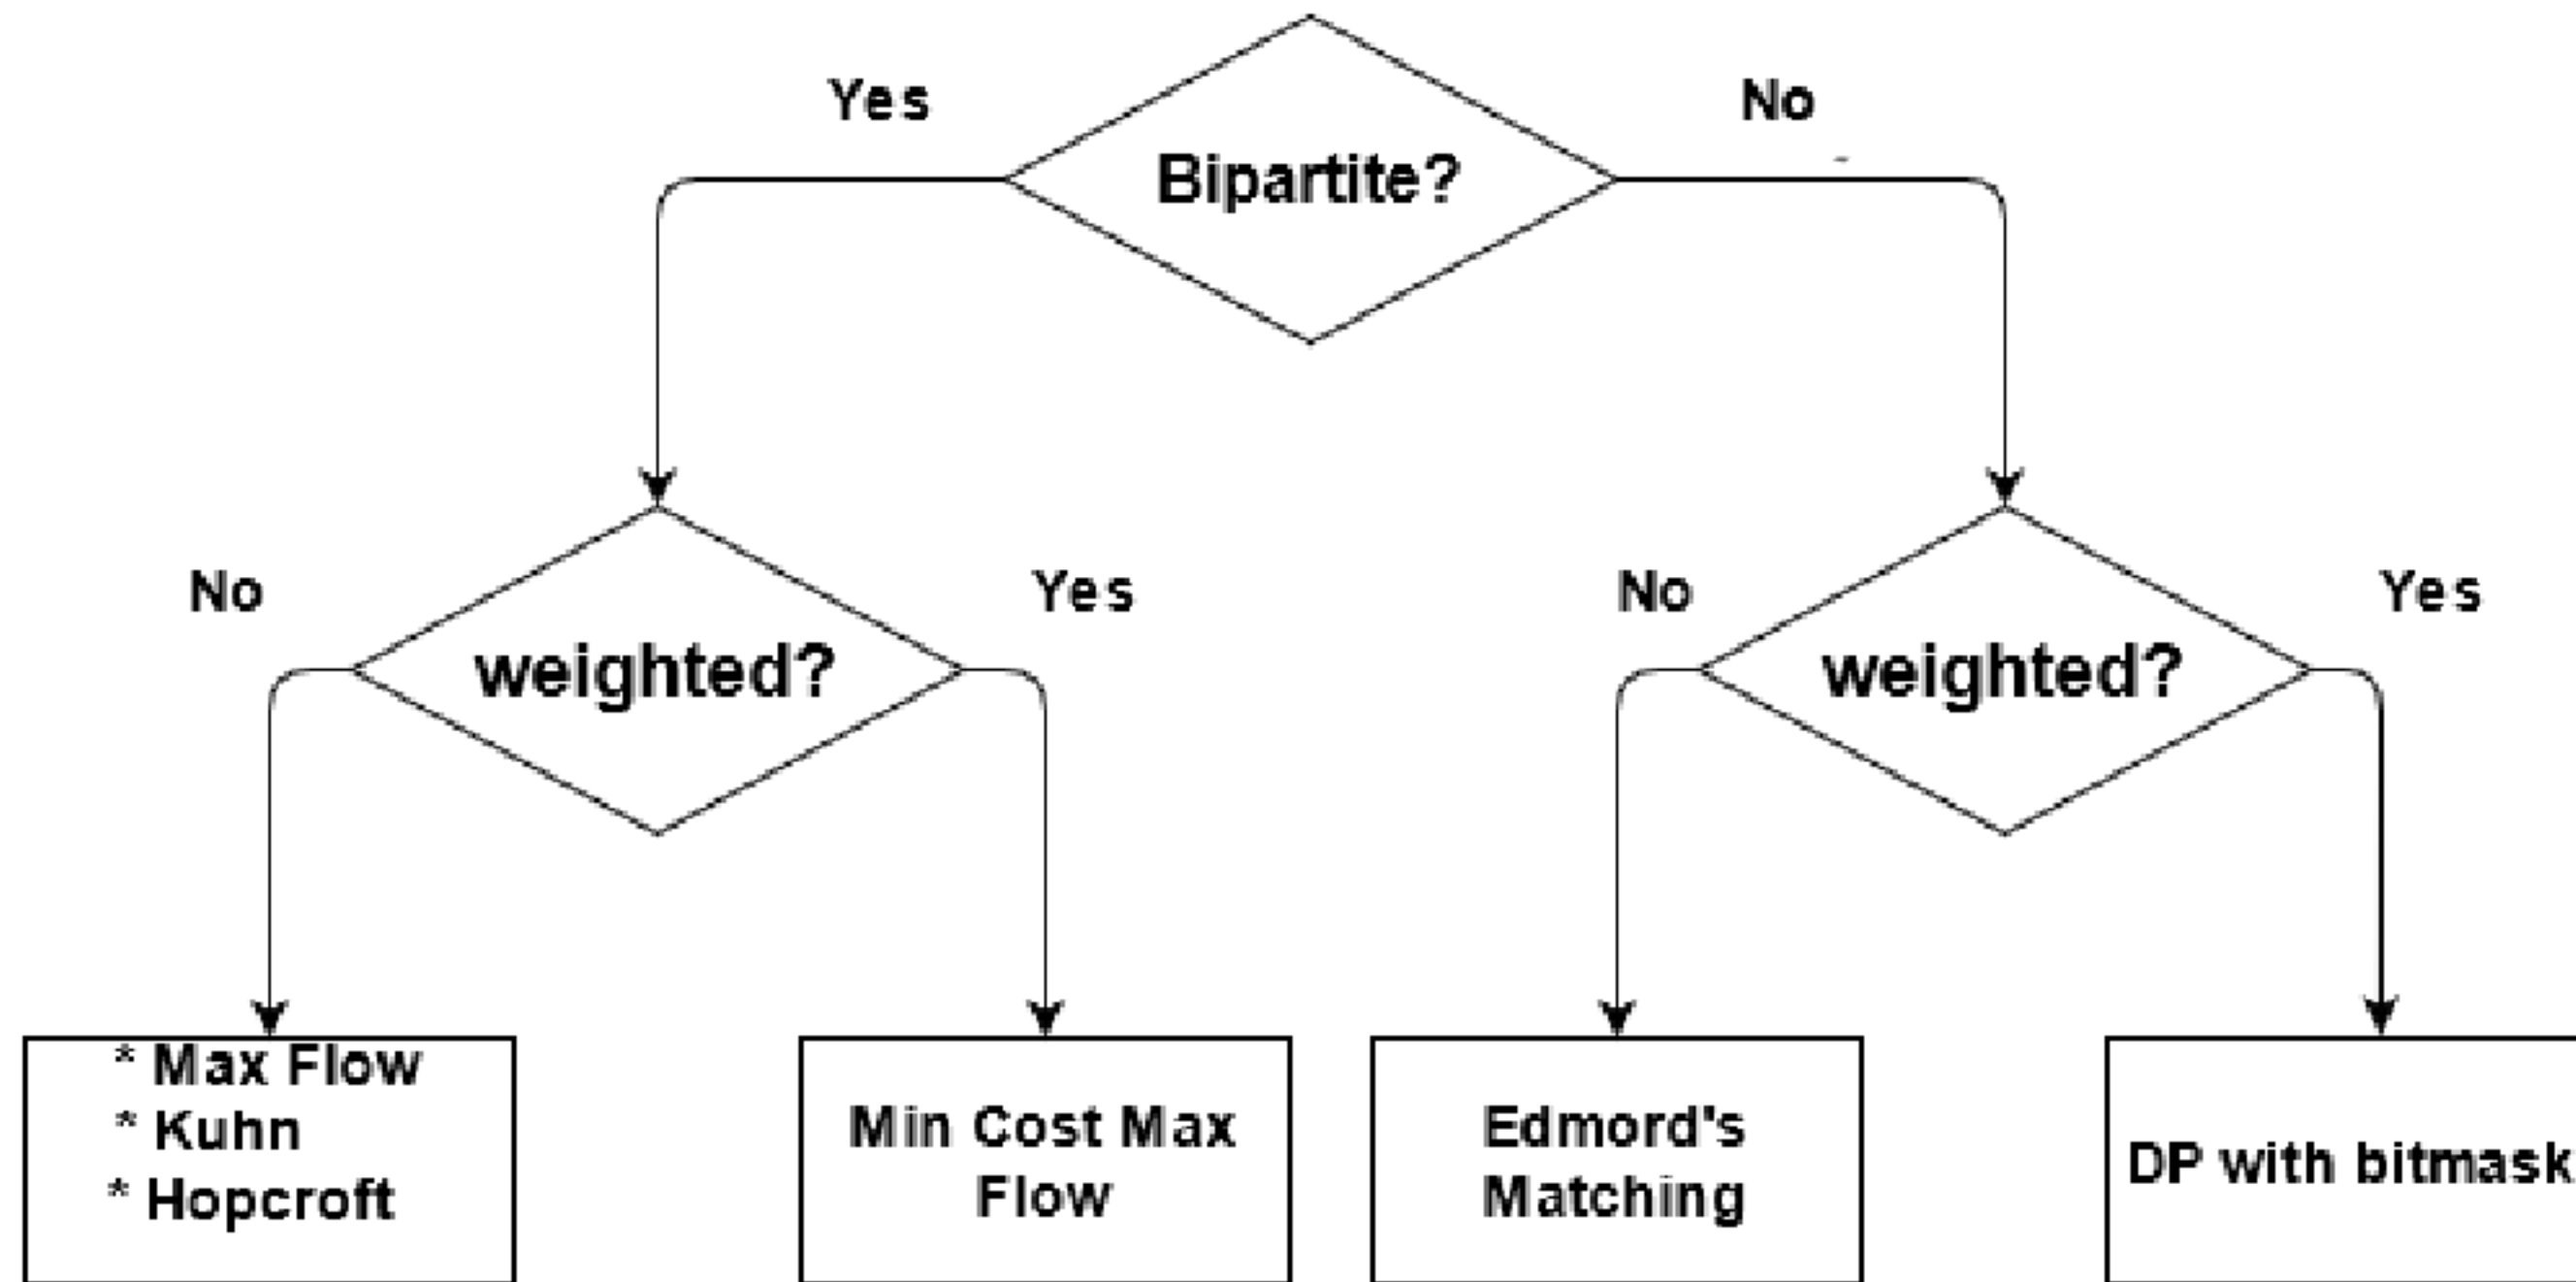 Yes
No
Bipartite?
No
Yes
No
Yes
weighted?
weighted?
* Max Flow
* Kuhn
* Hopcroft
Min Cost Max
Flow
Edmord's
Matching
DP with bitmask